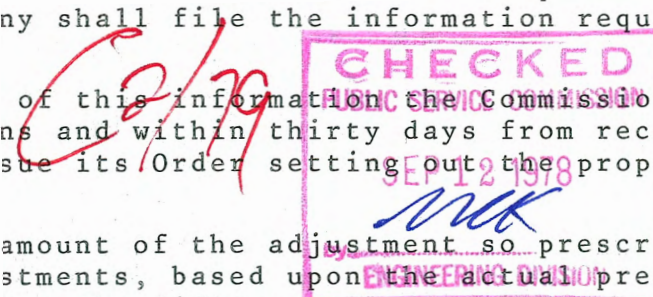 ny shall file the information requ
C2/79
CHECKED
of this information the Commissio
PUBLIC SERVICE COMMISSION
ns and within thirty days from rec
sue its Order setting out the prop
SEP 12 1978
amount of the adjustment so prescr
By
stments, based upon the actual pre
ENGINEERING DIVISION